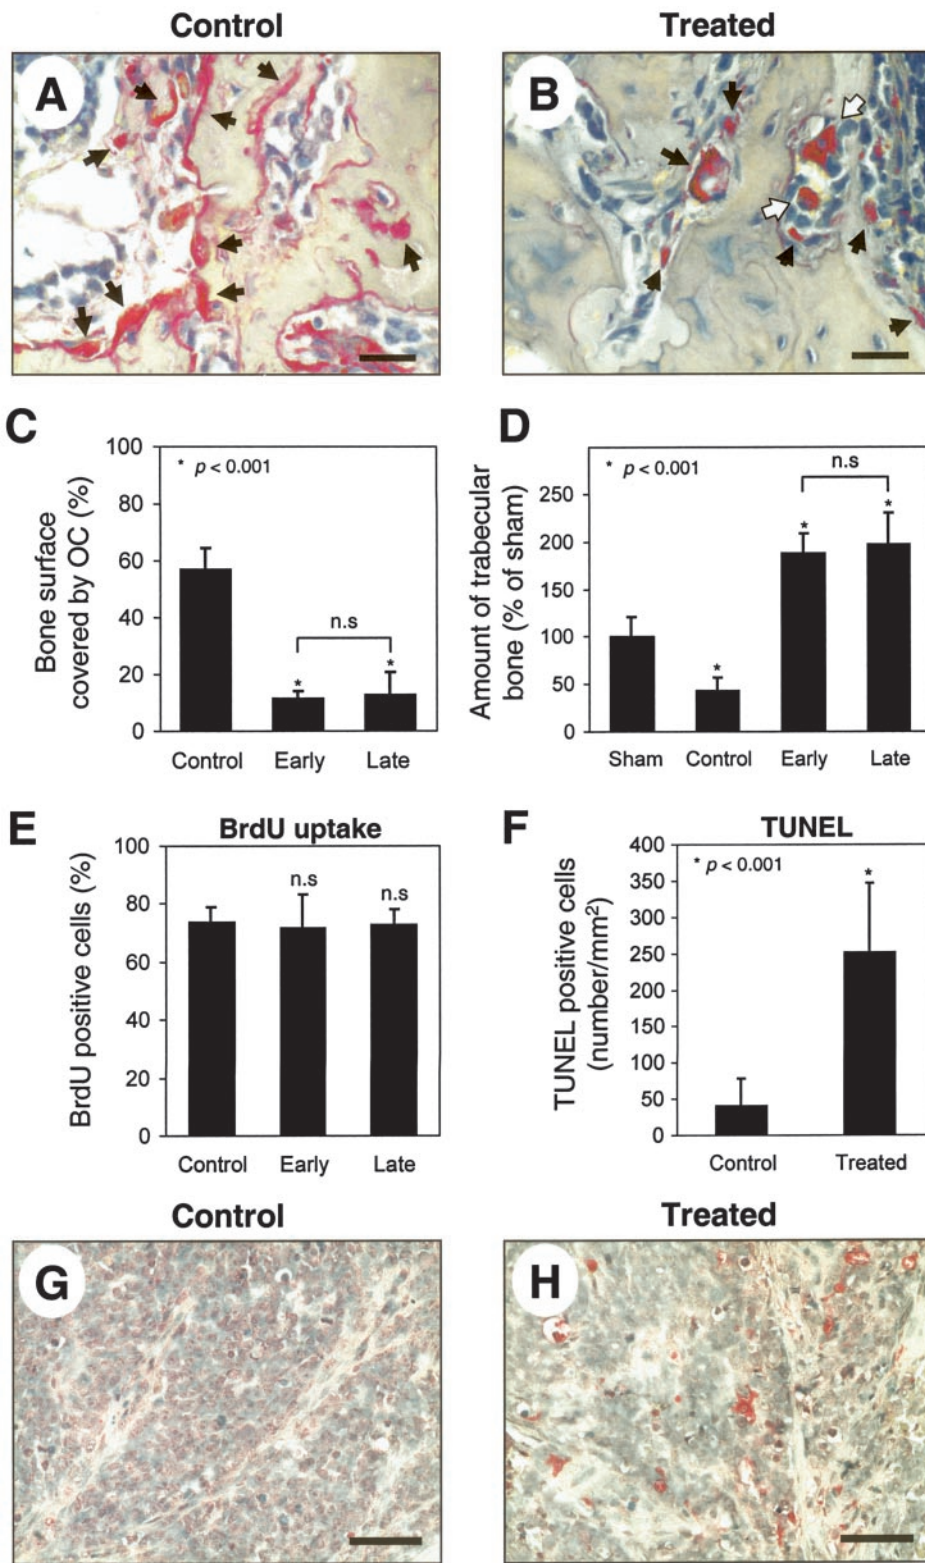 Control
Treated
A
B
C
Bone surface
covered by OC (%)
100
80
60
40
20
0
* p < 0.001
n.s
*
*
Control Early Late
D
Amount of trabecular
bone (% of sham)
250
200
150
100
50
0
* p < 0.001
n.s
*
*
*
Sham Control Early Late
E
BrdU uptake
BrdU positive cells (%)
100
80
60
40
20
0
n.s
n.s
Control Early Late
F
TUNEL
TUNEL positive cells
(number/mm²)
400
350
300
250
200
150
100
50
0
* p < 0.001
*
Control Treated
Control
Treated
G
H